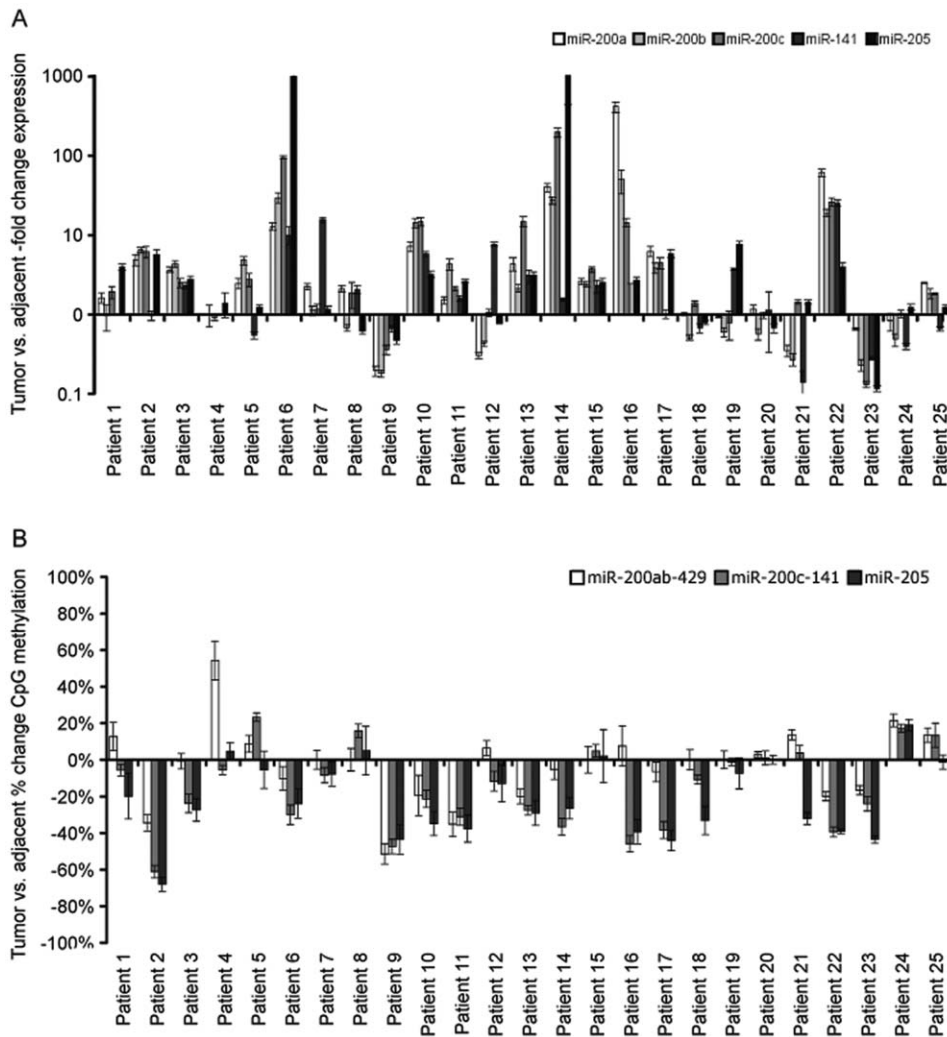 A
miR-200a miR-200b miR-200c miR-141 miR-205
Tumor vs. adjacent -fold change expression
1000
100
10
0
0.1
Patient 1
Patient 2
Patient 3
Patient 4
Patient 5
Patient 6
Patient 7
Patient 8
Patient 9
Patient 10
Patient 11
Patient 12
Patient 13
Patient 14
Patient 15
Patient 16
Patient 17
Patient 18
Patient 19
Patient 20
Patient 21
Patient 22
Patient 23
Patient 24
Patient 25
B
miR-200ab-429 miR-200c-141 miR-205
Tumor vs. adjacent % change CpG methylation
100%
80%
60%
40%
20%
0%
-20%
-40%
-60%
-80%
-100%
Patient 1
Patient 2
Patient 3
Patient 4
Patient 5
Patient 6
Patient 7
Patient 8
Patient 9
Patient 10
Patient 11
Patient 12
Patient 13
Patient 14
Patient 15
Patient 16
Patient 17
Patient 18
Patient 19
Patient 20
Patient 21
Patient 22
Patient 23
Patient 24
Patient 25